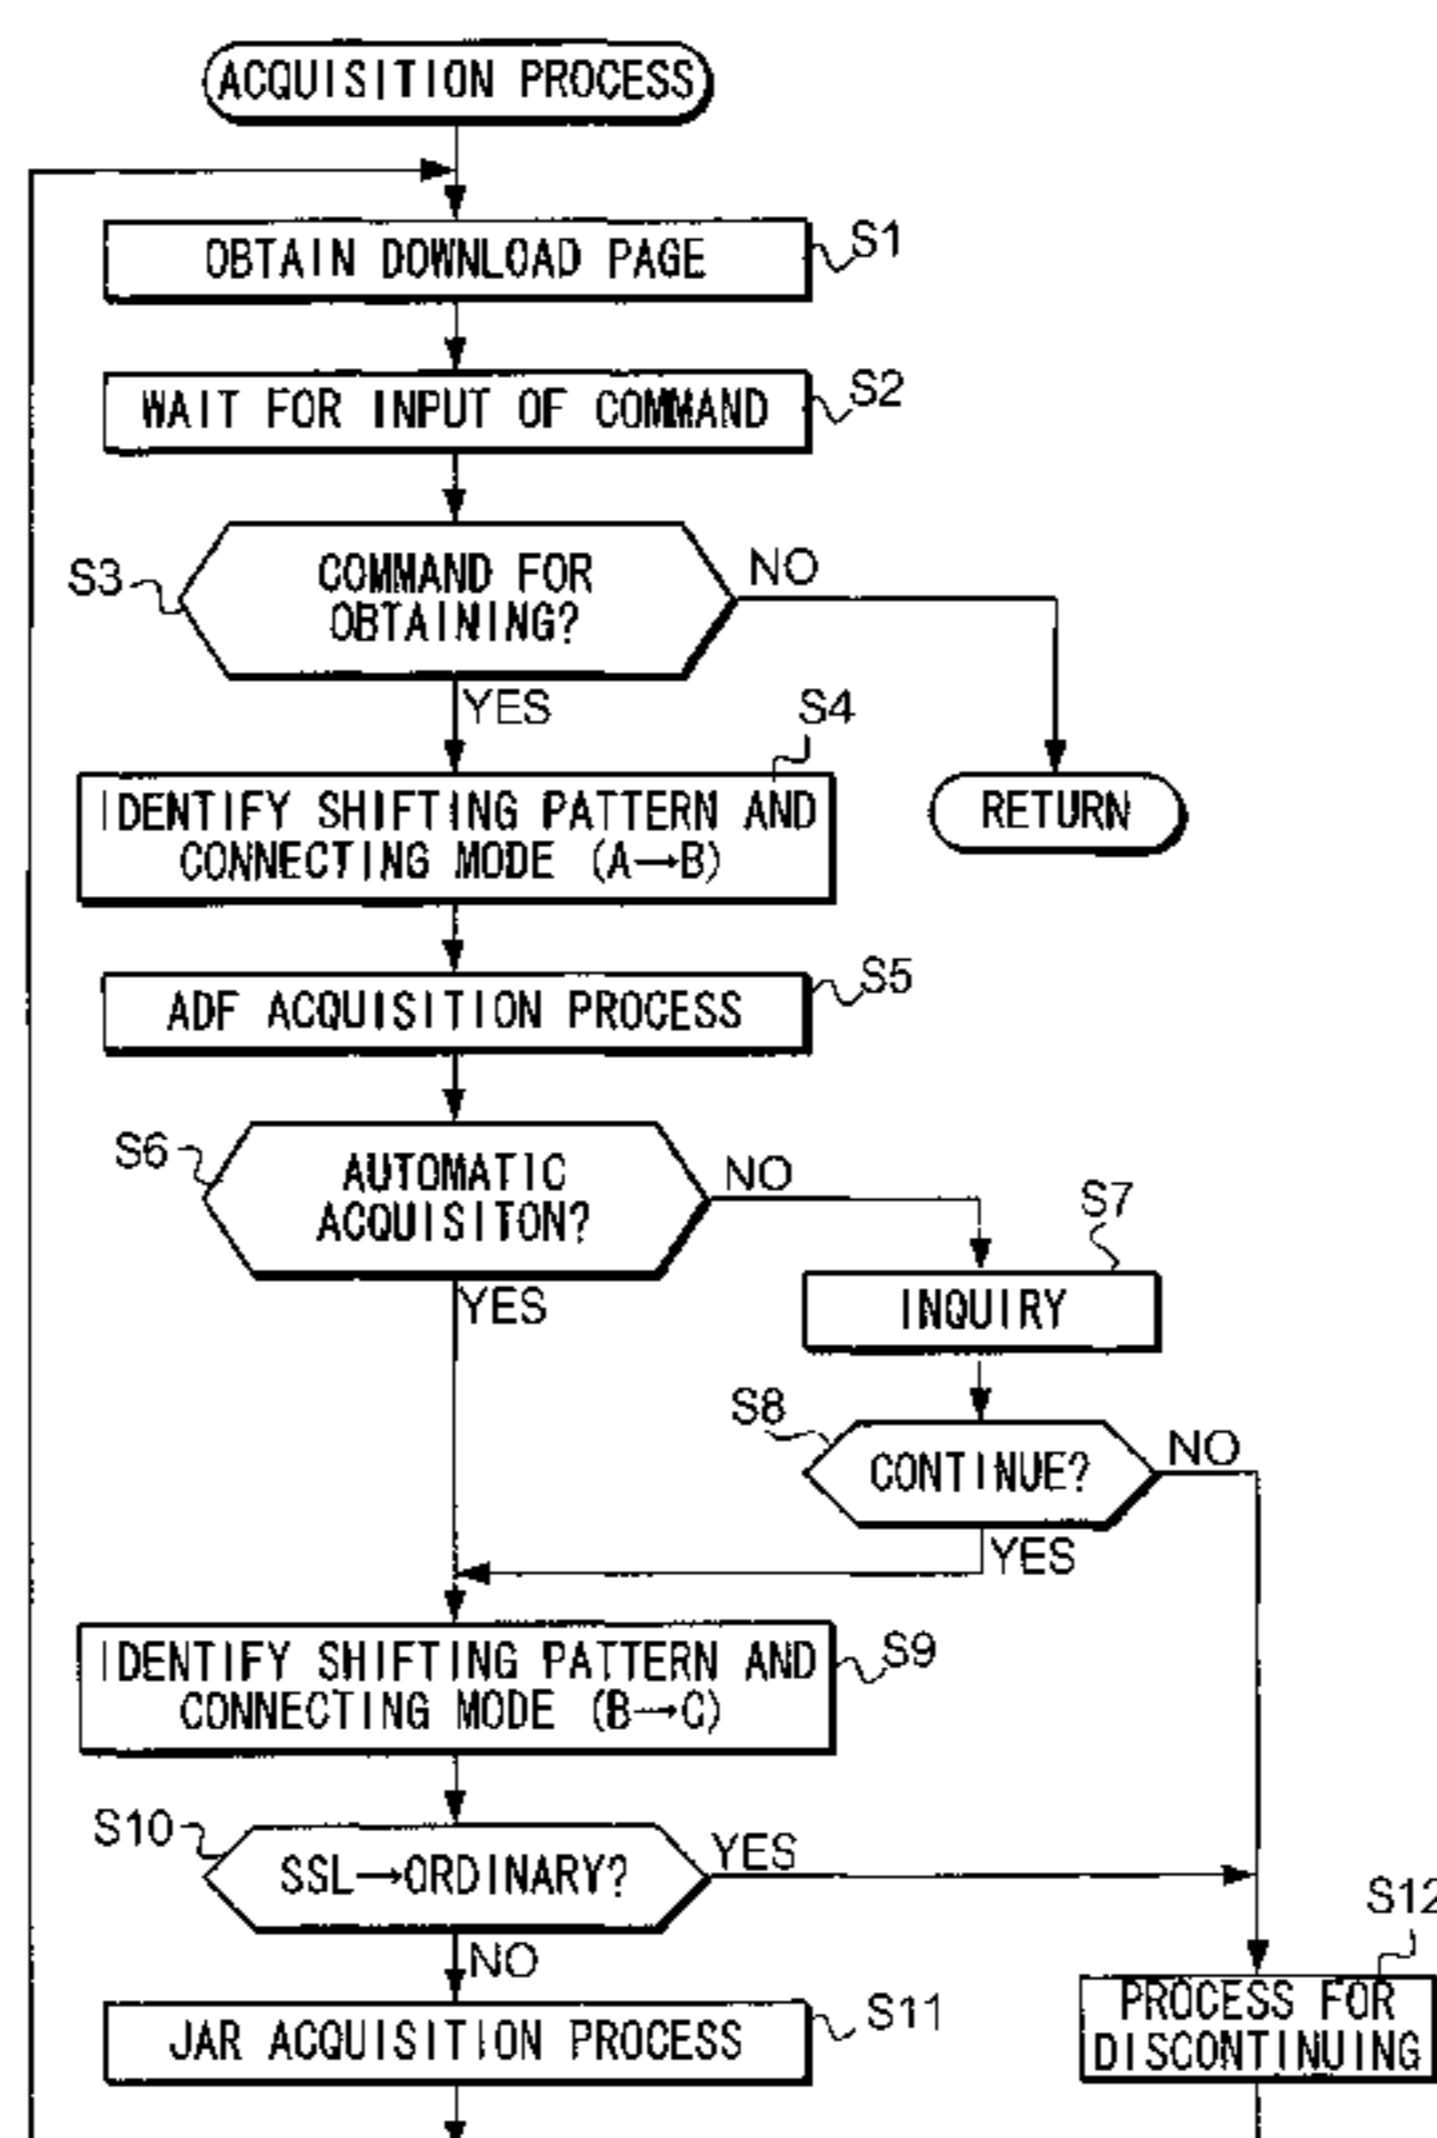 ACQUISITION PROCESS
OBTAIN DOWNLOAD PAGE
S1
WAIT FOR INPUT OF COMMAND
S2
S3
COMMAND FOR
OBTAINING?
NO
YES
S4
IDENTIFY SHIFTING PATTERN AND
CONNECTING MODE (A→B)
RETURN
ADF ACQUISITION PROCESS
S5
S6
AUTOMATIC
ACQUISITON?
NO
YES
S7
INQUIRY
S8
CONTINUE?
NO
YES
IDENTIFY SHIFTING PATTERN AND
CONNECTING MODE (B→C)
S9
S10
SSL→ORDINARY?
YES
NO
S12
JAR ACQUISITION PROCESS
S11
PROCESS FOR
DISCONTINUING